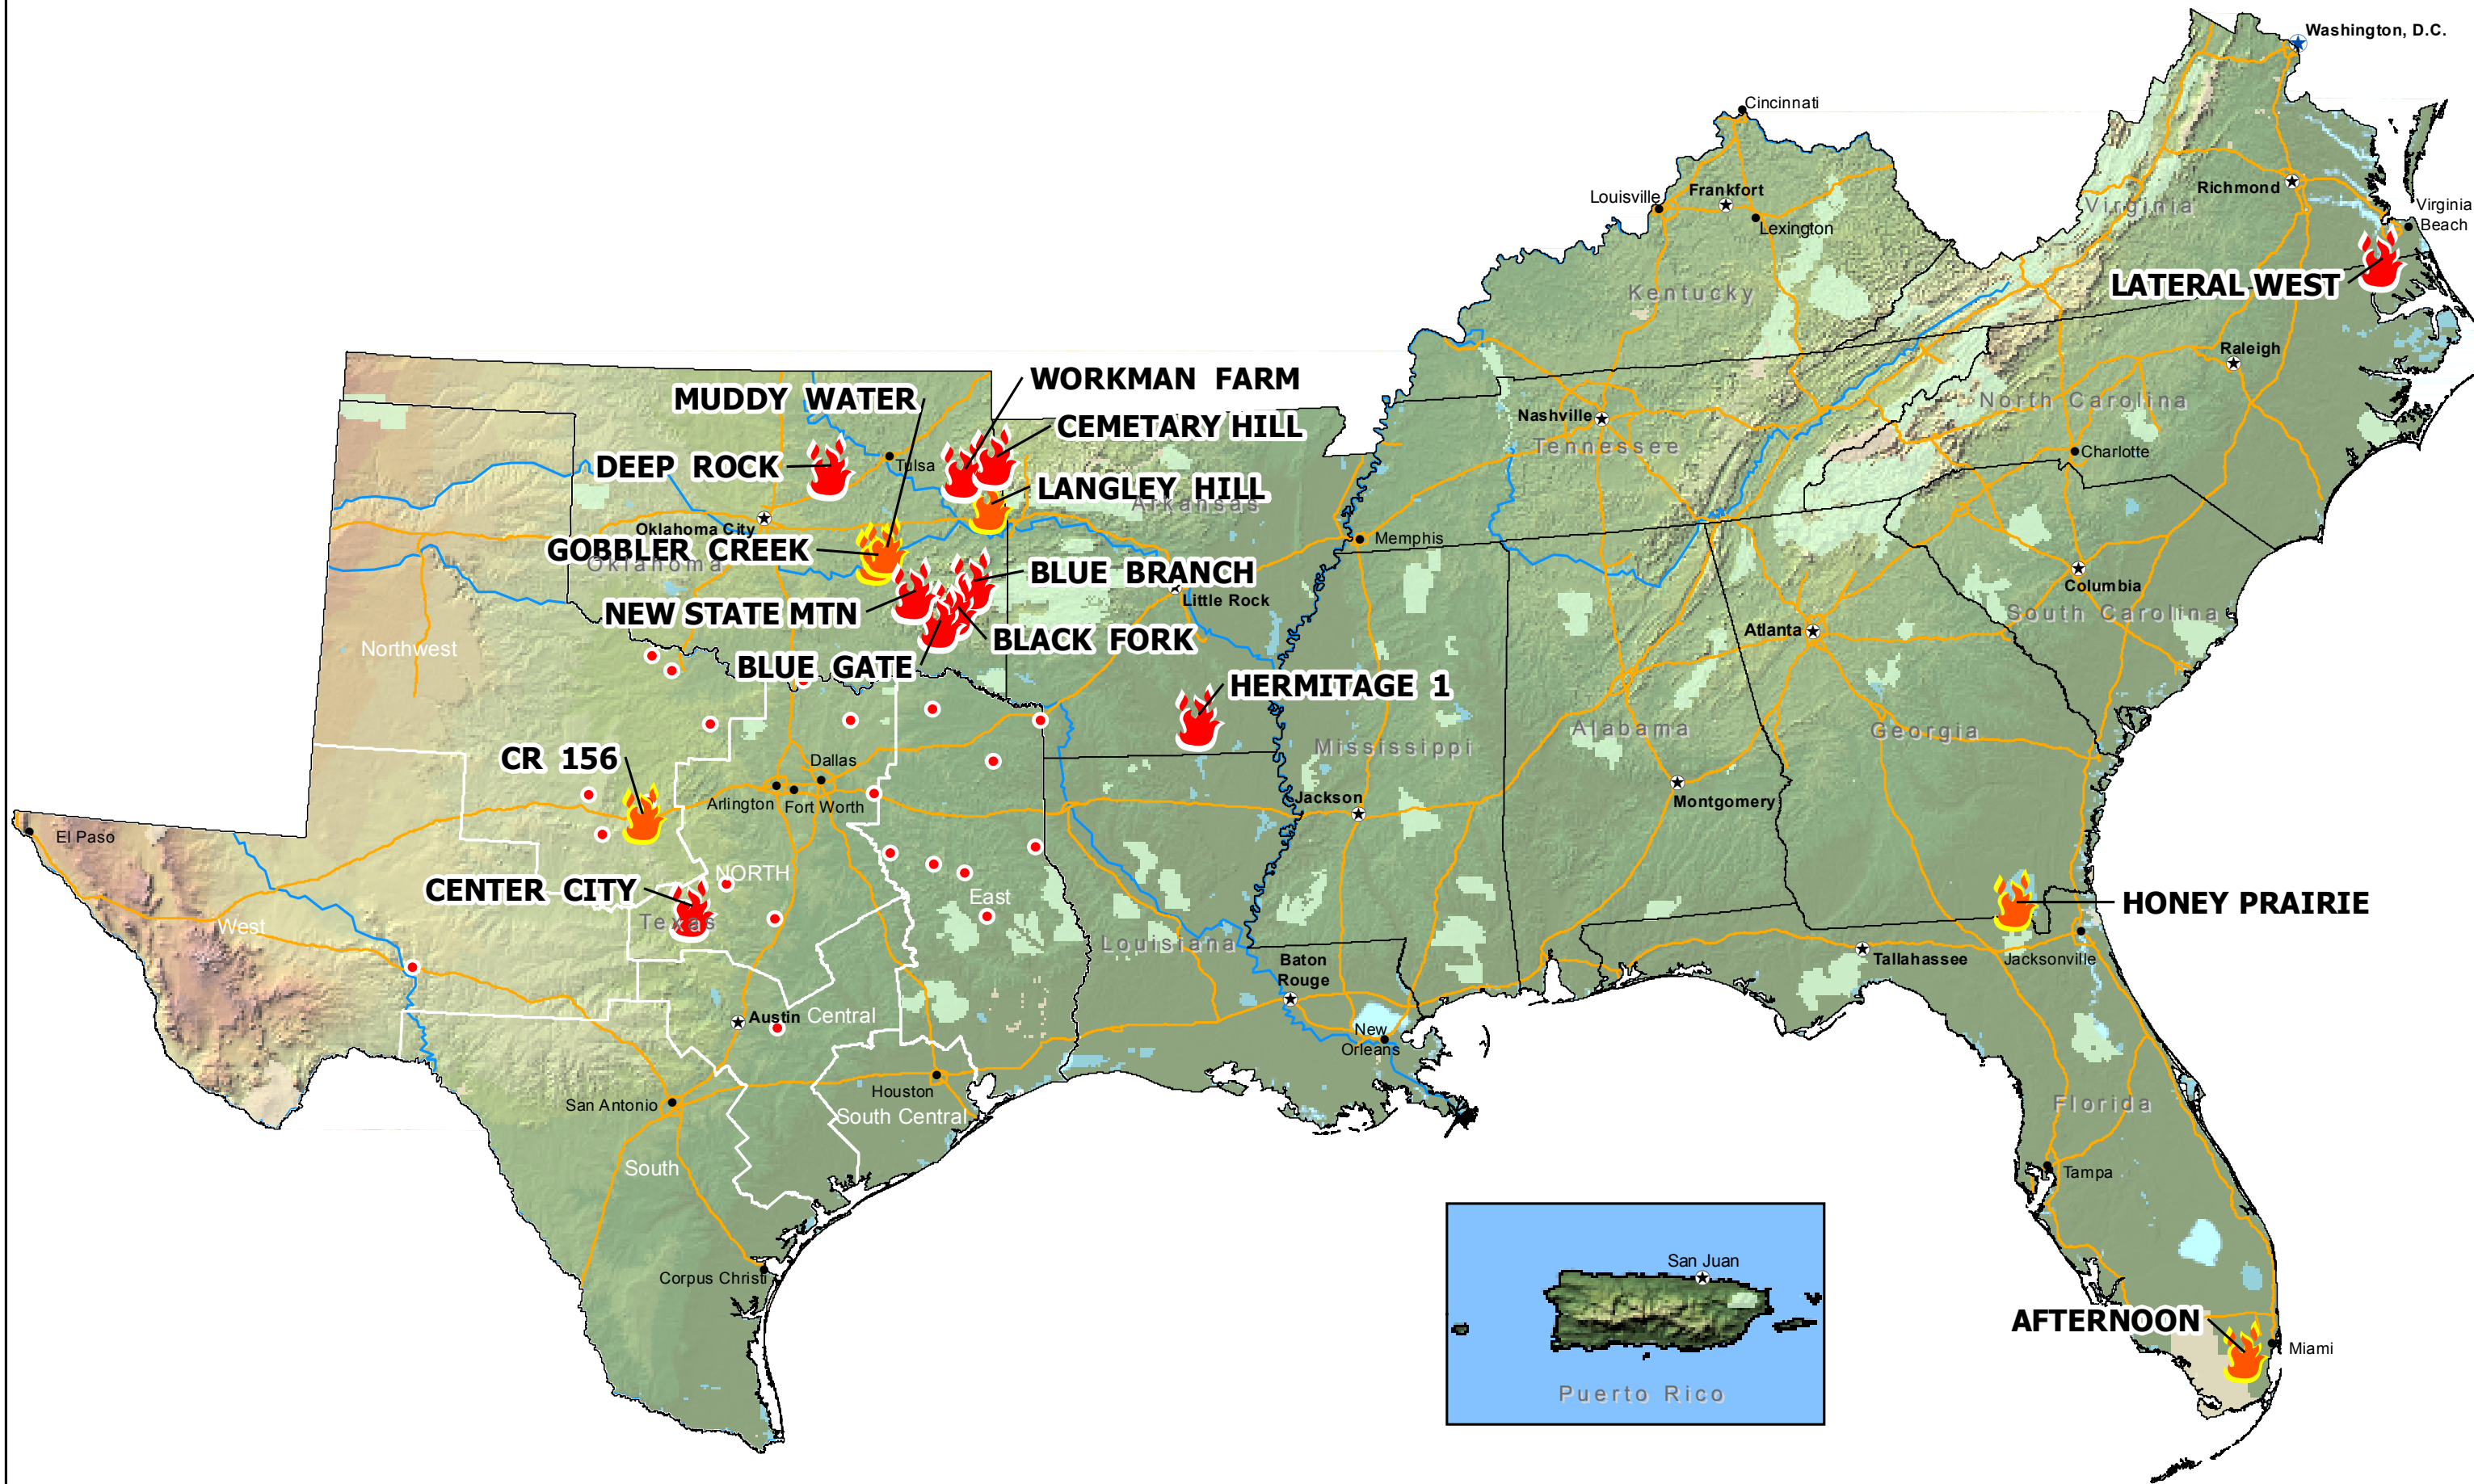 Washington, D.C.
Cincinnati
Richmond
Virginia
Louisville
Frankfort
Lexington
Virginia
Beach
LATERAL WEST
Kentucky
Raleigh
WORKMAN FARM
MUDDY WATER
North Carolina
CEMETARY HILL
Nashville
Tennessee
Charlotte
DEEP ROCK
Tulsa
LANGLEY HILL
Arkansas
Oklahoma City
GOBBLER CREEK
Oklahoma
Memphis
BLUE BRANCH
Little Rock
Columbia
South Carolina
NEW STATE MTN
BLACK FORK
Atlanta
Northwest
BLUE GATE
HERMITAGE 1
Alabama
Georgia
Mississippi
CR 156
Dallas
Arlington
Fort Worth
Jackson
Montgomery
El Paso
NORTH
CENTER CITY
East
HONEY PRAIRIE
Texas
West
Louisiana
Baton
Rouge
Tallahassee
Jacksonville
Austin
Central
New
Orleans
Houston
San Antonio
South Central
Florida
South
Tampa
San Juan
Corpus Christi
AFTERNOON
Miami
Puerto Rico